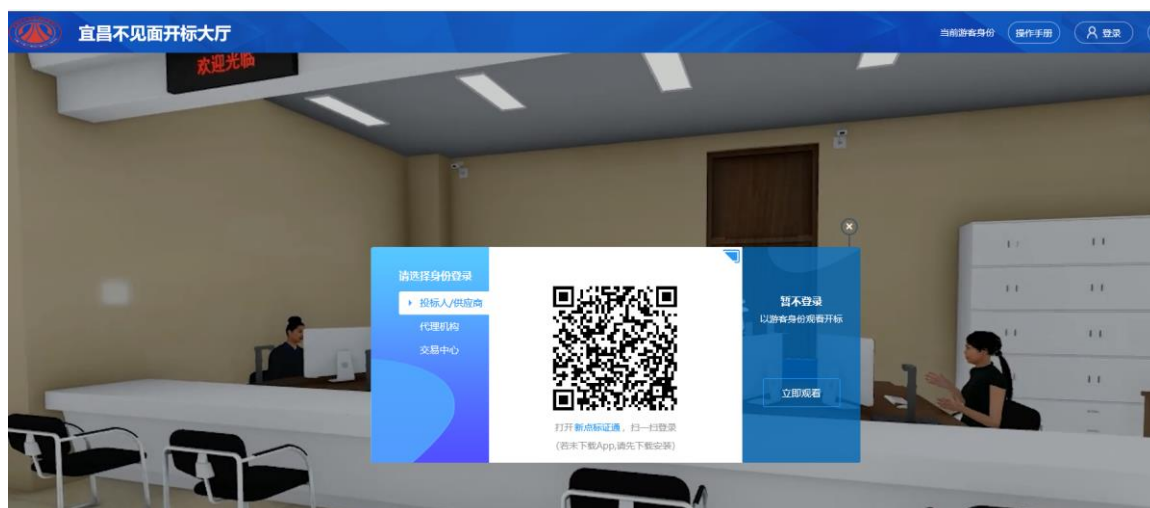 宜昌不见面开标大厅
当前游客身份
操作手册
登录
欢迎光临
请选择身份登录
投标人/供应商
代理机构
交易中心
打开新点标证通，扫一扫登录
(若未下载App,请先下载安装)
暂不登录
以游客身份观看开标
立即观看